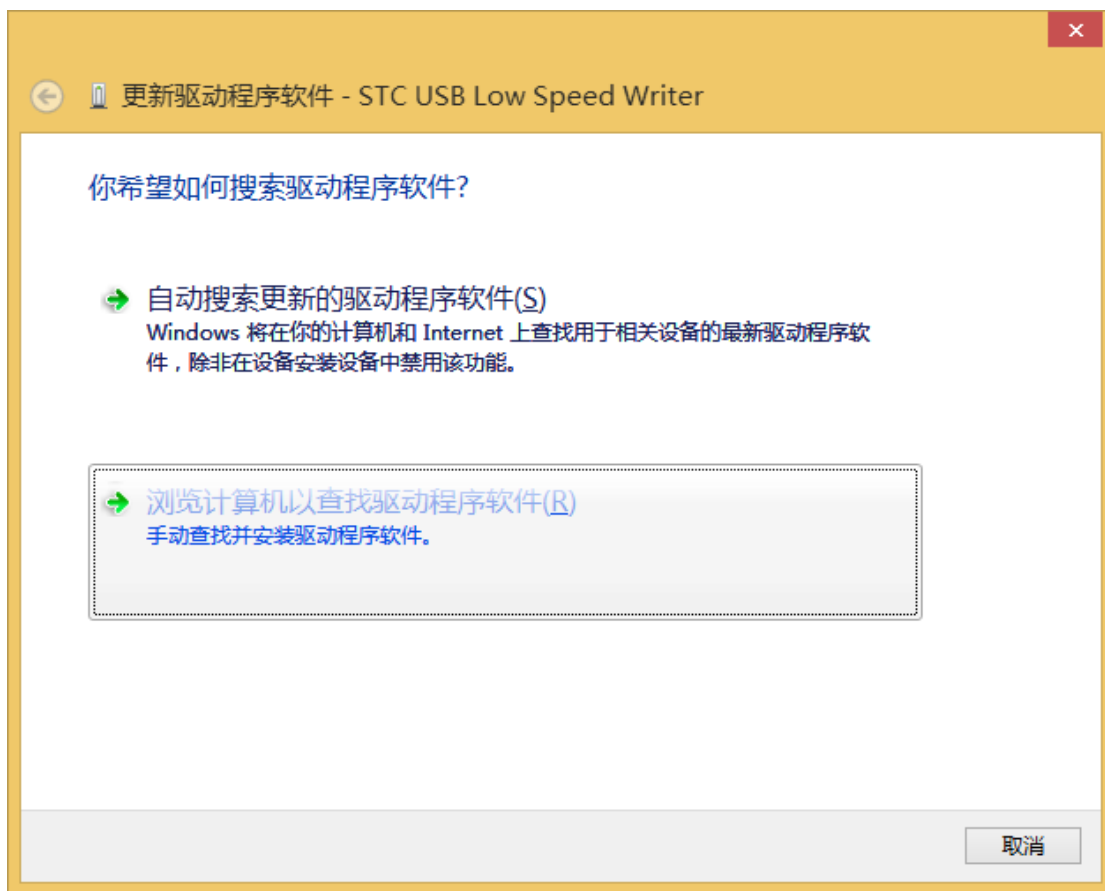 更新驱动程序软件 - STC USB Low Speed Writer
你希望如何搜索驱动程序软件?
自动搜索更新的驱动程序软件(S)
Windows 将在你的计算机和 Internet 上查找用于相关设备的最新驱动程序软
件，除非在设备安装设备中禁用该功能。
浏览计算机以查找驱动程序软件(R)
手动查找并安装驱动程序软件。
取消